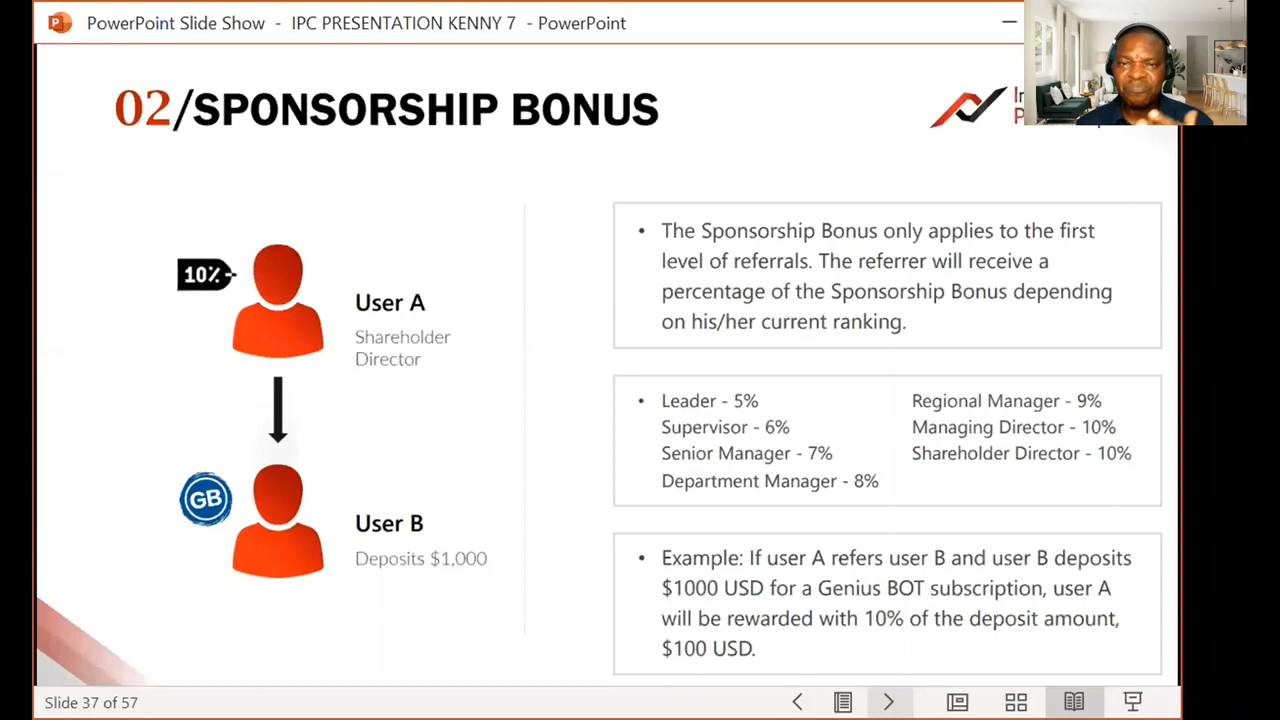 PowerPoint Slide Show - IPC PRESENTATION KENNY 7 - PowerPoint
02/SPONSORSHIP BONUS
10%
User A
Shareholder
Director
GB
User B
Deposits $1,000
• The Sponsorship Bonus only applies to the first
level of referrals. The referrer will receive a
percentage of the Sponsorship Bonus depending
on his/her current ranking.
• Leader - 5%
Supervisor - 6%
Senior Manager - 7%
Department Manager - 8%
Regional Manager - 9%
Managing Director - 10%
Shareholder Director - 10%
• Example: If user A refers user B and user B deposits
$1000 USD for a Genius BOT subscription, user A
will be rewarded with 10% of the deposit amount,
$100 USD.
Slide 37 of 57